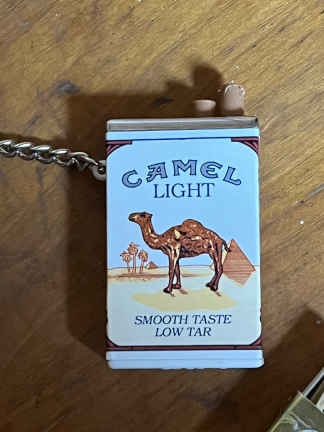 CAMEL
LIGHT
SMOOTH TASTE
LOW TAR